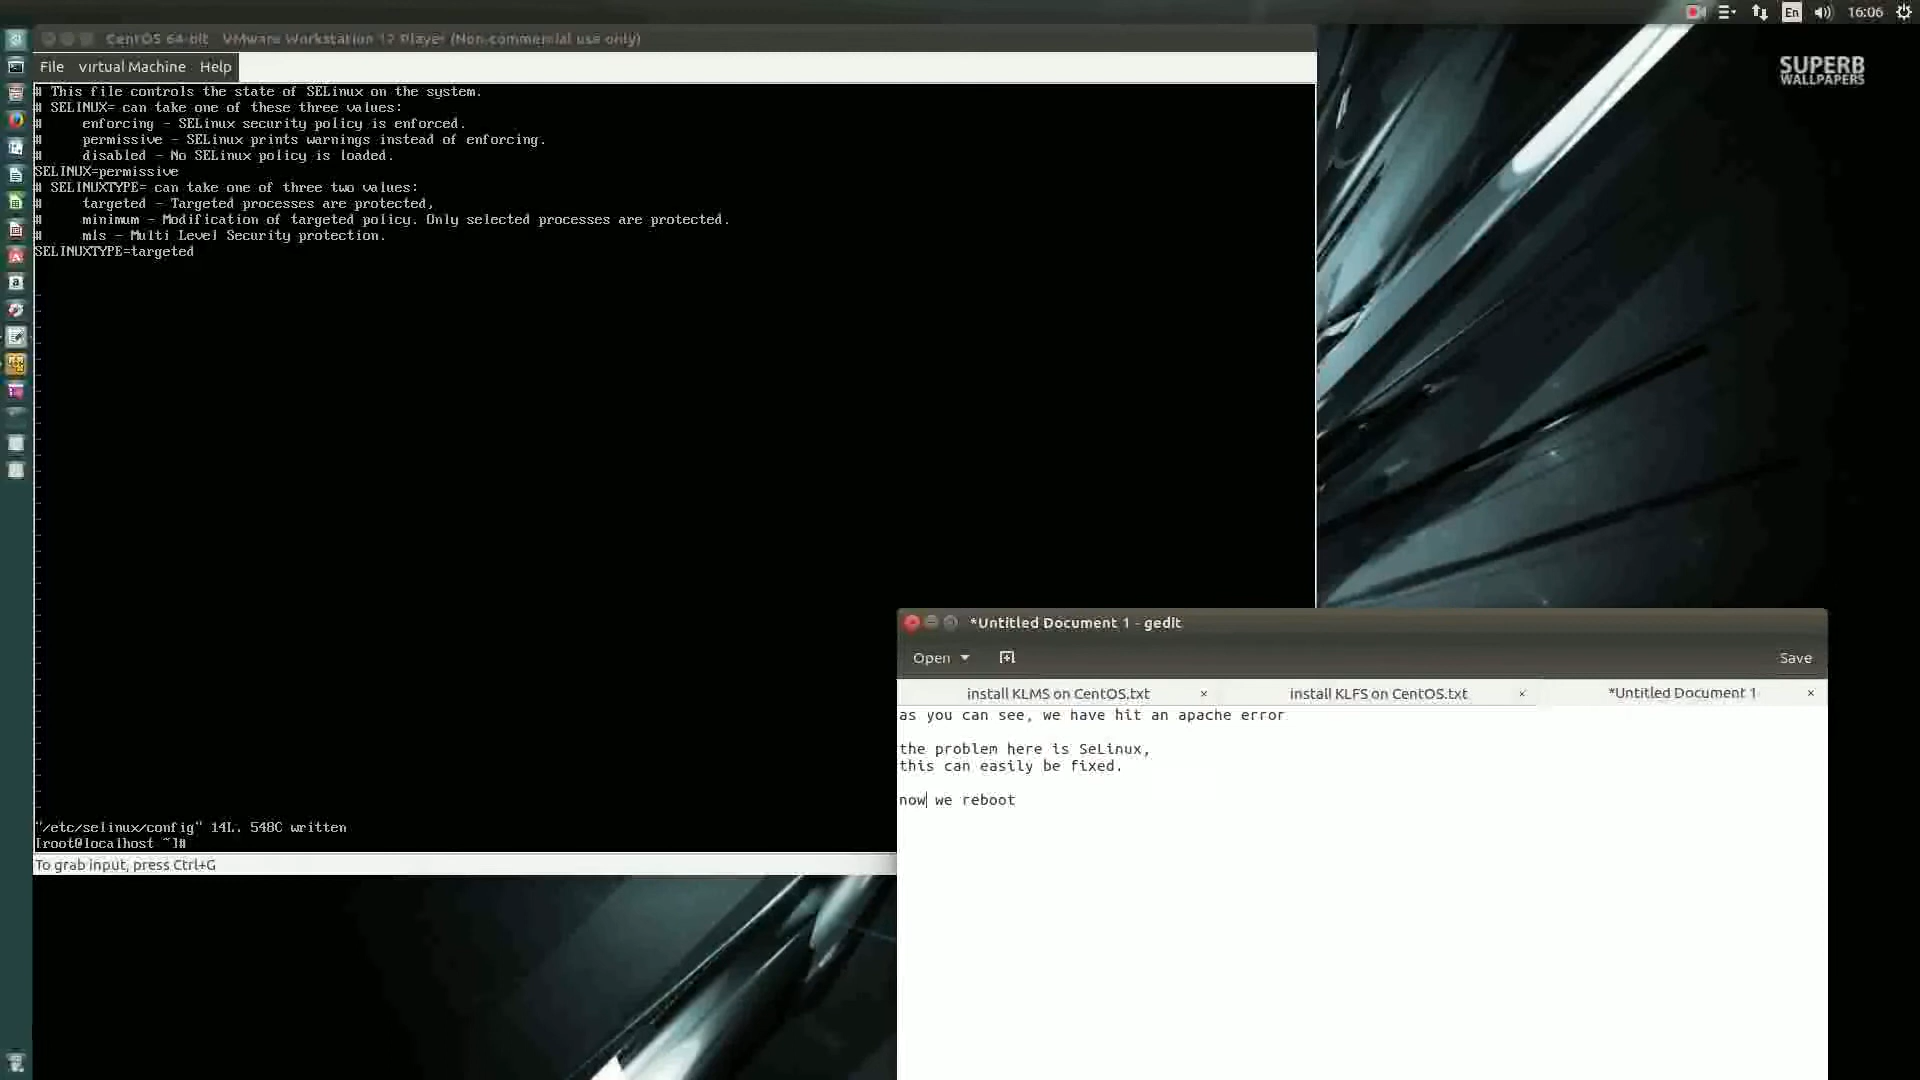 En
16:06
CentOS 64-bit - VMware Workstation 12 Player (Non-commercial use only)
File Virtual Machine Help
# This file controls the state of SELinux on the system.
# SELINUX= can take one of these three values:
#     enforcing - SELinux security policy is enforced.
#     permissive - SELinux prints warnings instead of enforcing.
#     disabled - No SELinux policy is loaded.
SELINUX=permissive
# SELINUXTYPE= can take one of three two values:
#     targeted - Targeted processes are protected,
#     minimum - Modification of targeted policy. Only selected processes are protected.
#     mls - Multi Level Security protection.
SELINUXTYPE=targeted
"/etc/selinux/config" 14L, 548C written
[root@localhost ~]#
To grab input, press Ctrl+G
SUPERB
WALLPAPERS
*Untitled Document 1 - gedit
Open
Save
install KLMS on CentOS.txt × install KLFS on CentOS.txt × *Untitled Document 1 ×
as you can see, we have hit an apache error
the problem here is SeLinux,
this can easily be fixed.
now we reboot